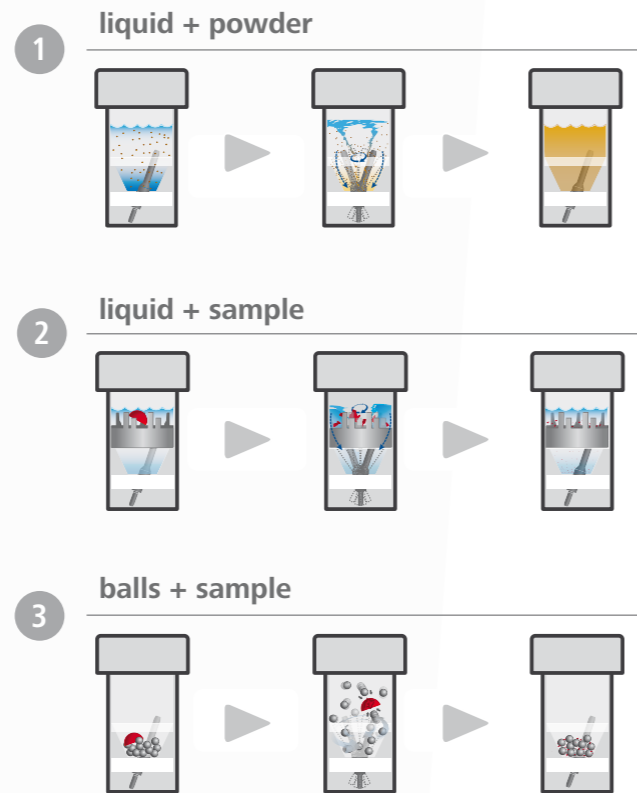 1
liquid + powder
2
liquid + sample
3
balls + sample